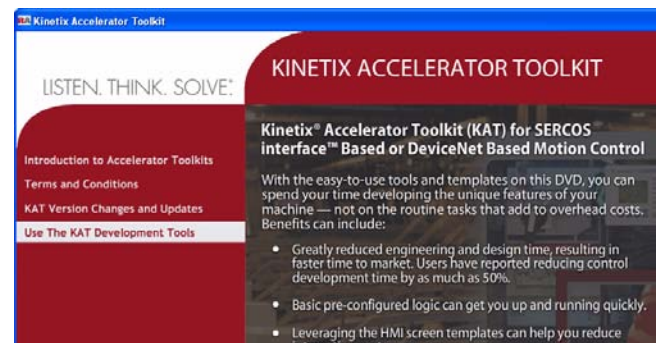 Kinetix Accelerator Toolkit
LISTEN. THINK. SOLVE.®
KINETIX ACCELERATOR TOOLKIT
Introduction to Accelerator Toolkits
Terms and Conditions
KAT Version Changes and Updates
Use The KAT Development Tools
Kinetix® Accelerator Toolkit (KAT) for SERCOS
interface™ Based or DeviceNet Based Motion Control
With the easy-to-use tools and templates on this DVD, you can
spend your time developing the unique features of your
machine — not on the routine tasks that add to overhead costs.
Benefits can include:
• Greatly reduced engineering and design time, resulting in
faster time to market. Users have reported reducing control
development time by as much as 50%.
• Basic pre-configured logic can get you up and running quickly.
• Leveraging the HMI screen templates can help you reduce